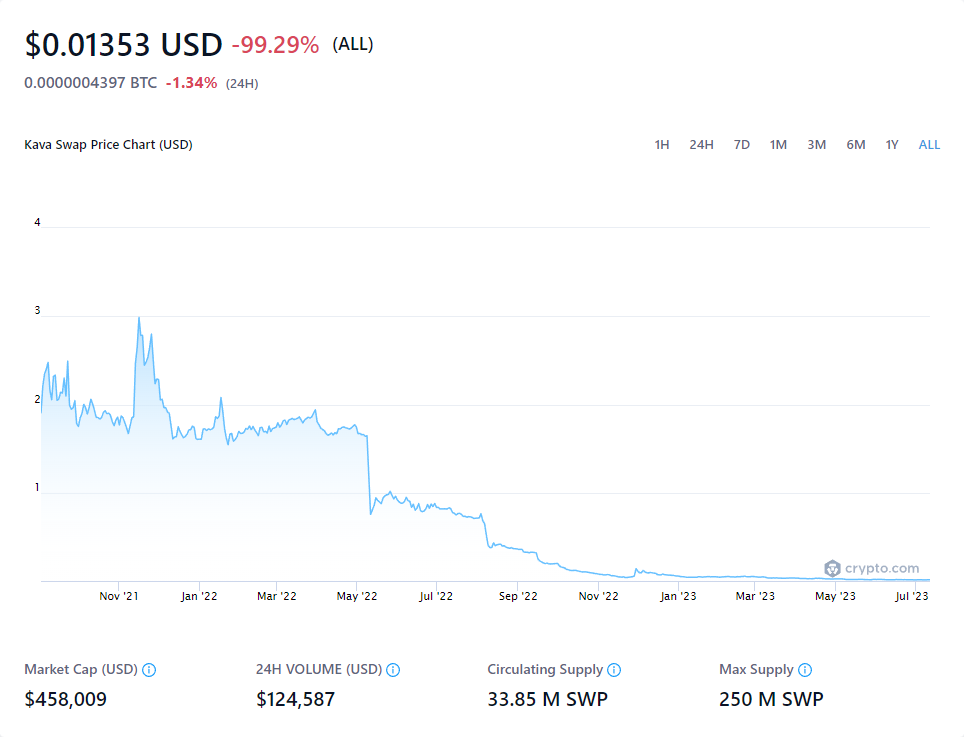 $0.01353 USD -99.29% (ALL)
0.0000004397 BTC -1.34% (24H)
Kava Swap Price Chart (USD) 1H 24H 7D 1M 3M 6M 1Y ALL
4
3
2
1
crypto.com
Nov '21 Jan '22 Mar '22 May '22 Jul '22 Sep '22 Nov '22 Jan '23 Mar '23 May '23 Jul '23
Market Cap (USD) 24H VOLUME (USD) Circulating Supply Max Supply
$458,009 $124,587 33.85 M SWP 250 M SWP